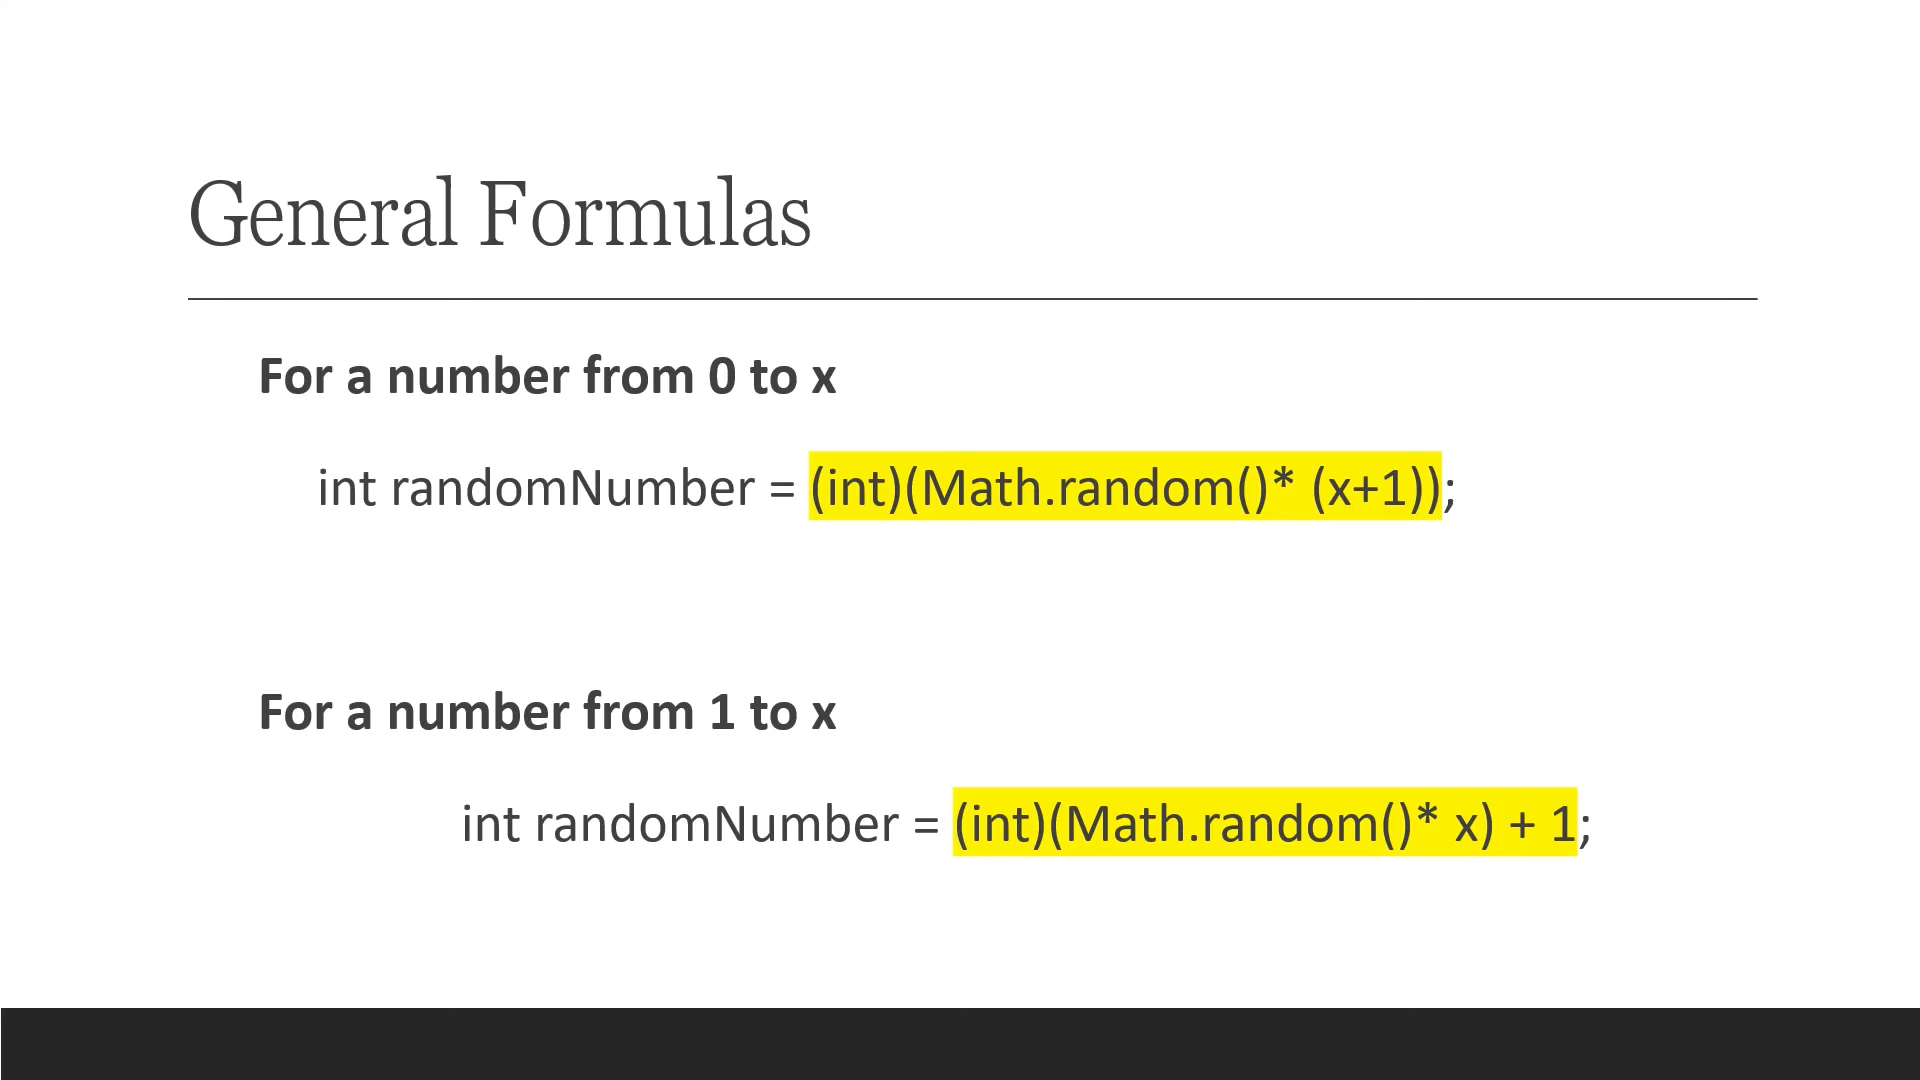 General Formulas
For a number from 0 to x
int randomNumber = (int)(Math.random()* (x+1));
For a number from 1 to x
int randomNumber = (int)(Math.random()* x) + 1;